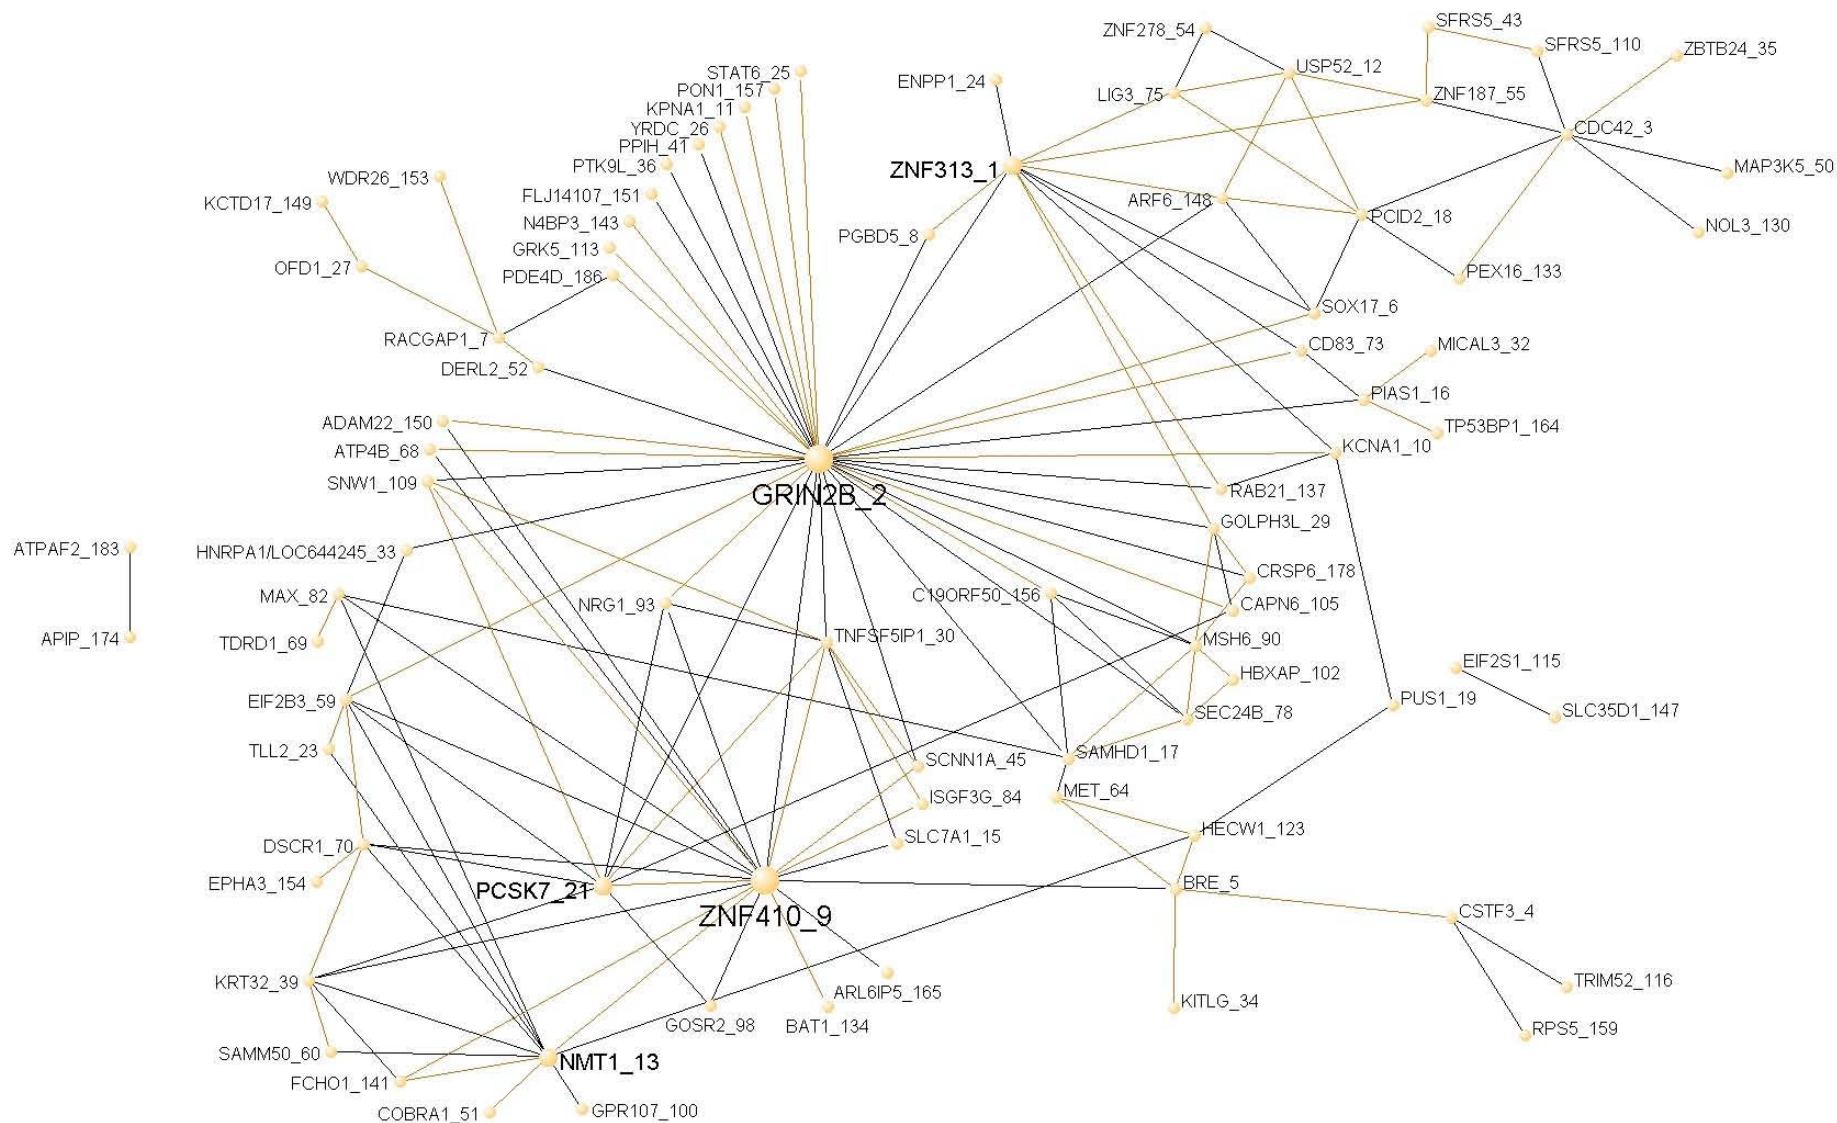 ZNF278_54
SFRS5_43
SFRS5_110
ZBTB24_35
USP52_12
STAT6_25
PON1_157
ENPP1_24
LIG3_75
ZNF187_55
KPNA1_11
YRDC_26
CDC42_3
PPIH_41
PTK9L_36
ZNF313_1
MAP3K5_50
WDR26_153
FLJ14107_151
ARF6_148
KCTD17_149
PCID2_18
N4BP3_143
NOL3_130
PGBD5_8
GRK5_113
OFD1_27
PDE4D_186
PEX16_133
SOX17_6
RACGAP1_7
CD83_73
MICAL3_32
DERL2_52
PIAS1_16
ADAM22_150
TP53BP1_164
ATP4B_68
KCNA1_10
SNW1_109
RAB21_137
GRIN2B_2
GOLPH3L_29
ATPAF2_183
HNRPA1/LOC644245_33
CRSP6_178
MAX_82
C19ORF50_156
NRG1_93
CAPN6_105
APIP_174
TDRD1_69
TNFSF5IP1_30
MSH6_90
EIF2S1_115
HBXAP_102
EIF2B3_59
PUS1_19
SLC35D1_147
SEC24B_78
TLL2_23
SCNN1A_45
SAMHD1_17
ISGF3G_84
MET_64
SLC7A1_15
HECW1_123
DSCR1_70
EPHA3_154
PCSK7_21
BRE_5
ZNF410_9
CSTF3_4
KRT32_39
ARL6IP5_165
TRIM52_116
KITLG_34
GOSR2_98
BAT1_134
RPS5_159
SAMM50_60
NMT1_13
FCHO1_141
COBRA1_51
GPR107_100